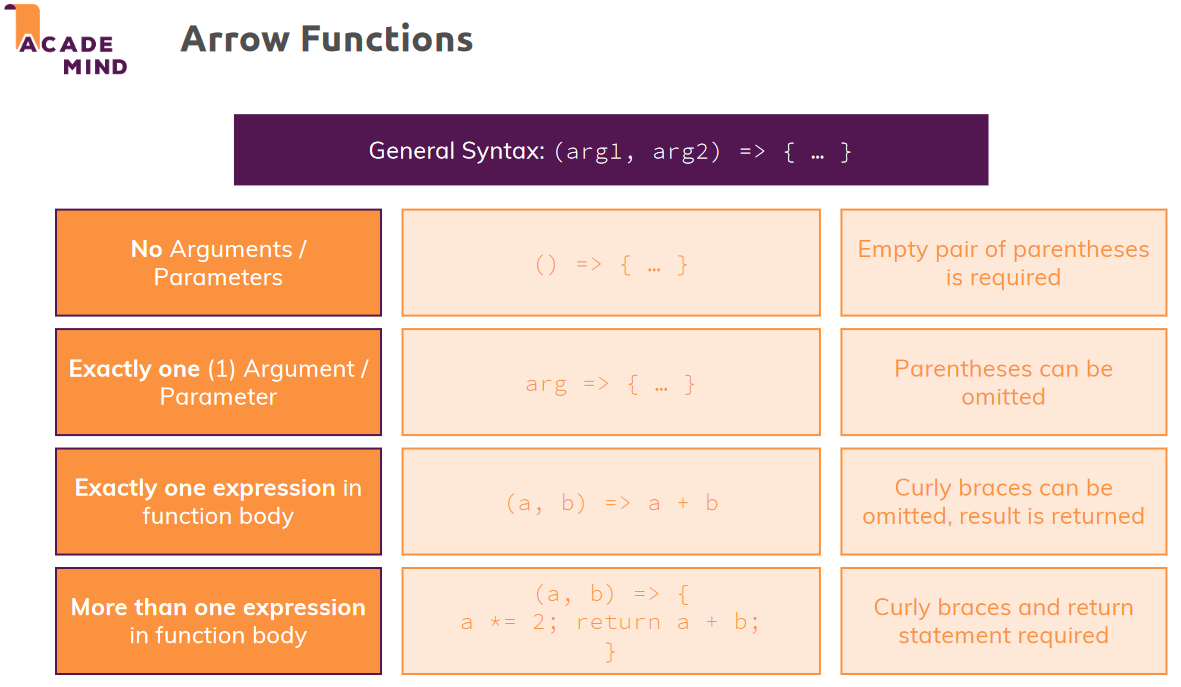 ACADE
MIND
Arrow Functions
General Syntax: (arg1, arg2) => { … }
No Arguments /
Parameters
() => { … }
Empty pair of parentheses
is required
Exactly one (1) Argument /
Parameter
arg => { … }
Parentheses can be
omitted
Exactly one expression in
function body
(a, b) => a + b
Curly braces can be
omitted, result is returned
More than one expression
in function body
(a, b) => {
a *= 2; return a + b;
}
Curly braces and return
statement required